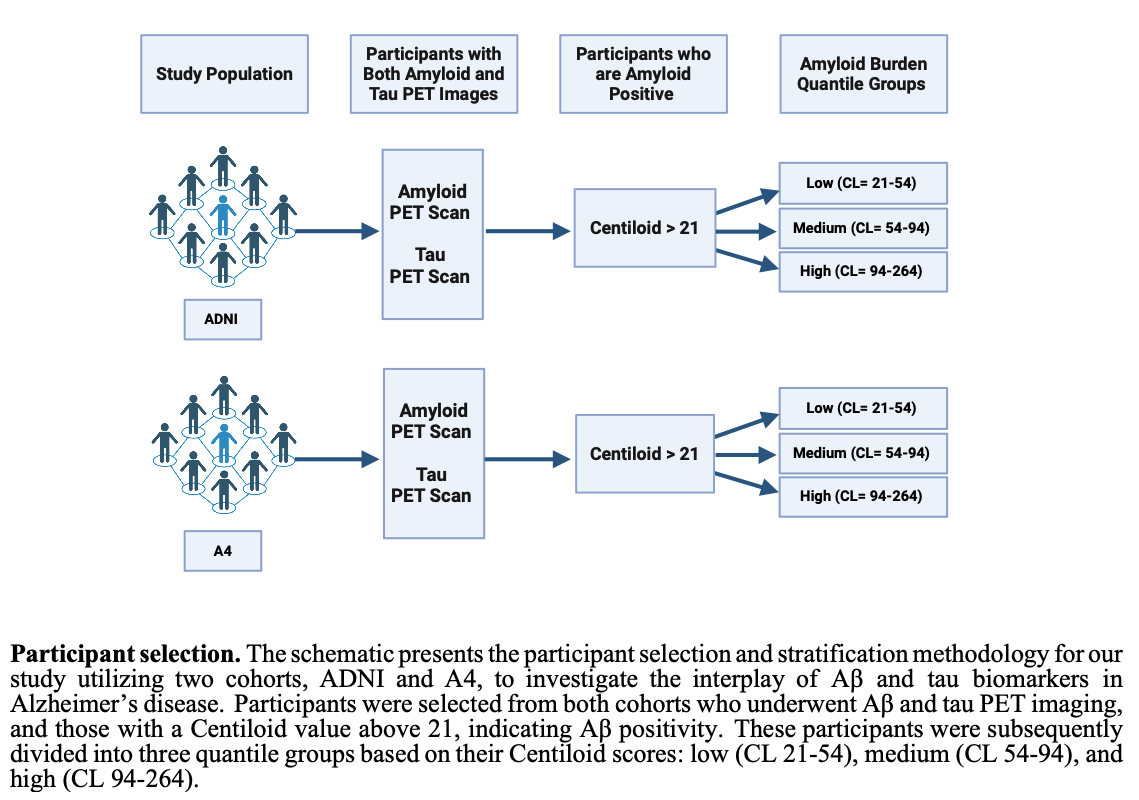 Study Population
Participants with
Both Amyloid and
Tau PET Images
Participants who
are Amyloid
Positive
Amyloid Burden
Quantile Groups
Amyloid
PET Scan
Tau
PET Scan
Centiloid > 21
Low (CL= 21-54)
Medium (CL= 54-94)
High (CL= 94-264)
ADNI
Amyloid
PET Scan
Tau
PET Scan
Centiloid > 21
Low (CL= 21-54)
Medium (CL= 54-94)
High (CL= 94-264)
A4
Participant selection. The schematic presents the participant selection and stratification methodology for our
study utilizing two cohorts, ADNI and A4, to investigate the interplay of Aβ and tau biomarkers in
Alzheimer's disease. Participants were selected from both cohorts who underwent Aβ and tau PET imaging,
and those with a Centiloid value above 21, indicating Aβ positivity. These participants were subsequently
divided into three quantile groups based on their Centiloid scores: low (CL 21-54), medium (CL 54-94), and
high (CL 94-264).